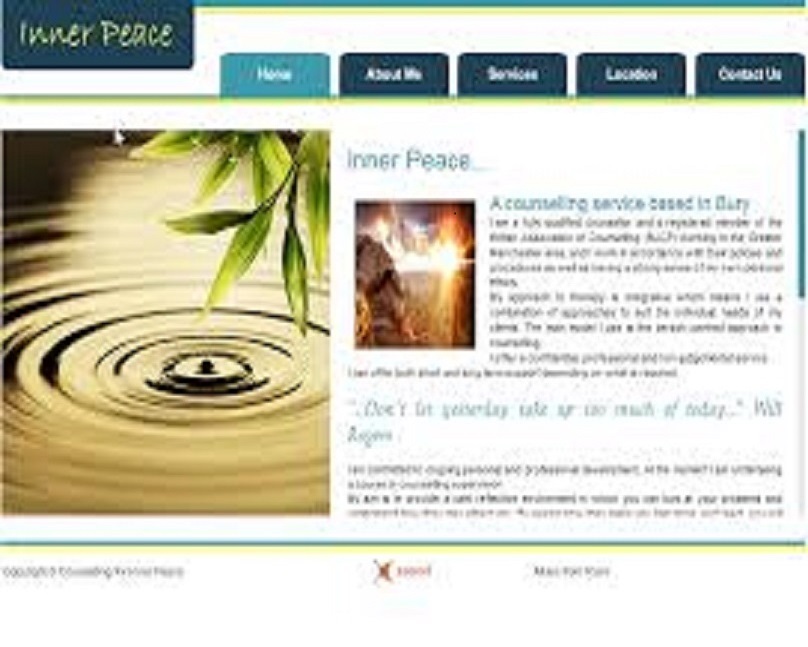 Inner Peace
Home
About Me
Services
Location
Contact Us
Inner Peace...
A counselling service based in Bury
I am a fully qualified counsellor and a registered member of the
British Association of Counselling (BACP) working in the Greater
Manchester area, and I work in accordance with their policies and
procedures as well as having a strong sense of my own personal
ethics.
My approach to therapy is integrative which means I use a
combination of approaches to suit the individual needs of my
clients. The main model I use is the person centred approach to
counselling.
I offer a confidential, professional and non-judgemental service.
I can offer both short and long term support depending on what is required.
"...Don't let yesterday take up too much of today..." Will
Rogers
I am committed to ongoing personal and professional development. At the moment I am undertaking
a course in counselling supervision
My aim is to provide a safe reflective environment in which you can look at your problems and